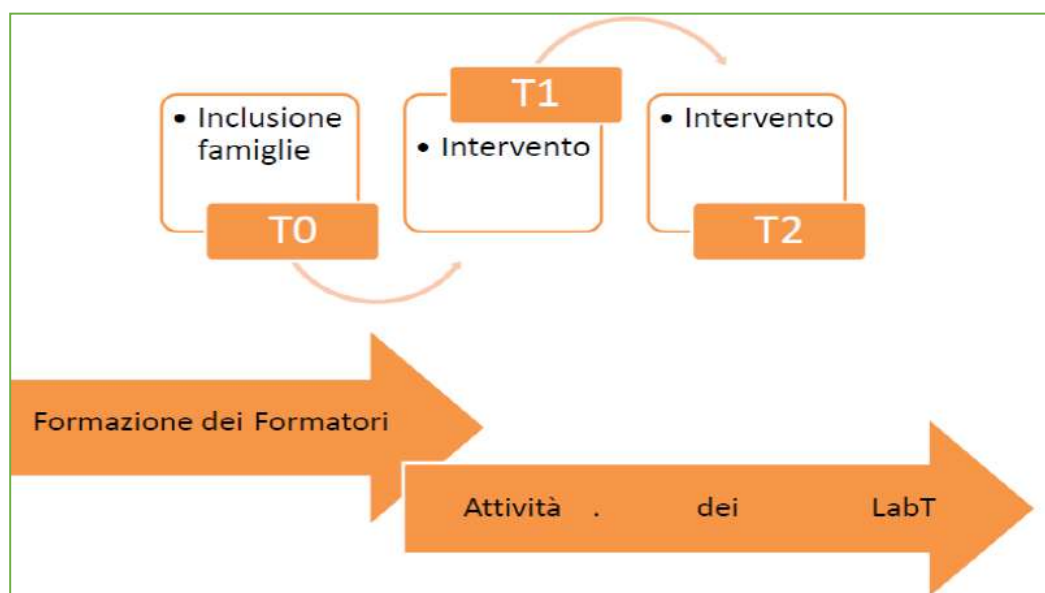 • Inclusione
famiglie
T0
T1
• Intervento
• Intervento
T2
Formazione dei Formatori
Attività . dei LabT